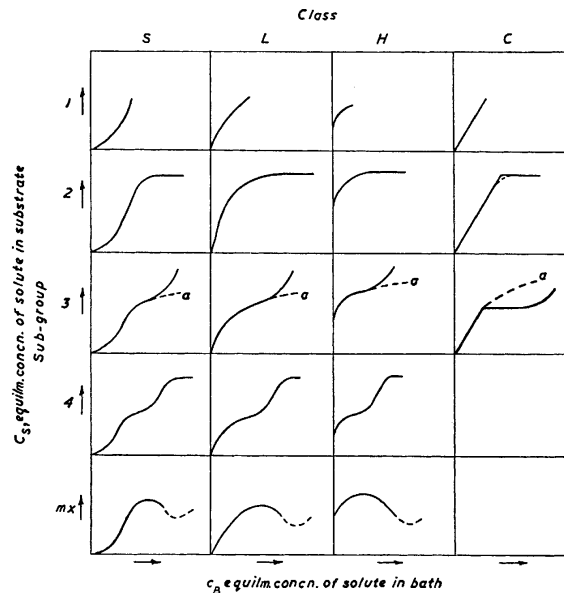 Class
S L H C
1
2
3
a a a a
4
mx
C_S, equilm.concn. of solute in substrate
Sub-group
c_B equilm.concn. of solute in bath